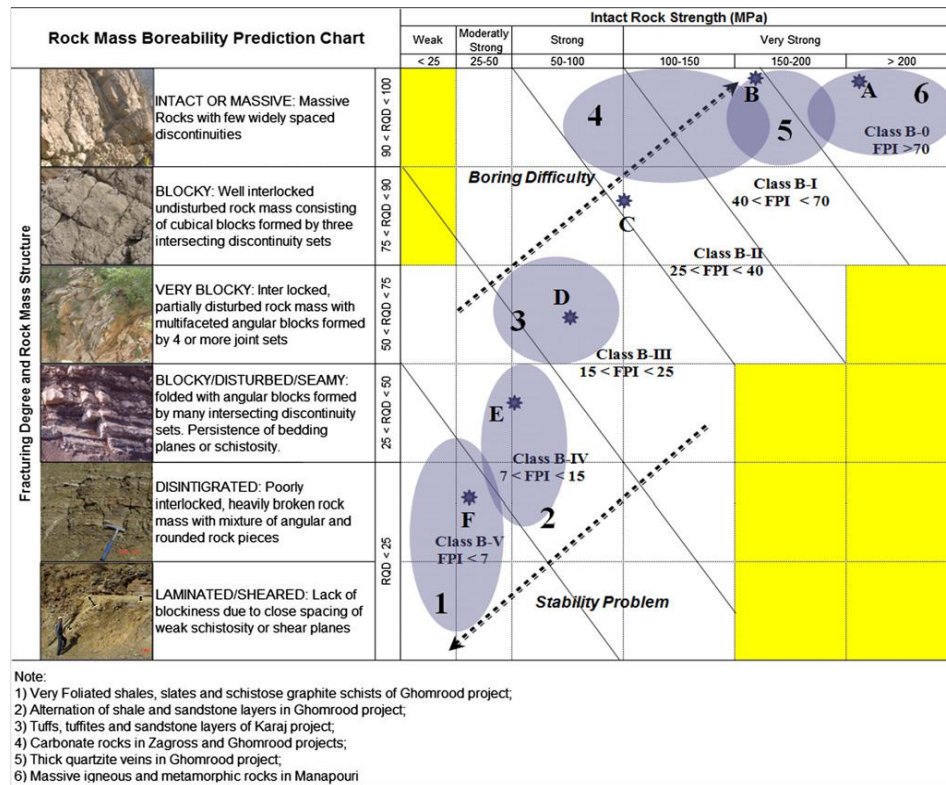 Rock Mass Boreability Prediction Chart
Intact Rock Strength (MPa)
Weak
Moderatly
Strong
Strong
Very Strong
< 25
25-50
50-100
100-150
150-200
> 200
Fracturing Degree and Rock Mass Structure
INTACT OR MASSIVE: Massive
Rocks with few widely spaced
discontinuities
90 < RQD < 100
BLOCKY: Well interlocked
undisturbed rock mass consisting
of cubical blocks formed by three
intersecting discontinuity sets
75 < RQD < 90
VERY BLOCKY: Inter locked,
partially disturbed rock mass with
multifaceted angular blocks formed
by 4 or more joint sets
50 < RQD < 75
BLOCKY/DISTURBED/SEAMY:
folded with angular blocks formed
by many intersecting discontinuity
sets. Persistence of bedding
planes or schistosity.
25 < RQD < 50
DISINTIGRATED: Poorly
interlocked, heavily broken rock
mass with mixture of angular and
rounded rock pieces
RQD < 25
LAMINATED/SHEARED: Lack of
blockiness due to close spacing of
weak schistosity or shear planes
4
B
5
A
6
Class B-0
FPI >70
Boring Difficulty
Class B-I
40 < FPI < 70
C
Class B-II
25 < FPI < 40
D
3
Class B-III
15 < FPI < 25
E
Class B-IV
7 < FPI < 15
F
2
Class B-V
FPI < 7
1
Stability Problem
Note:
1) Very Foliated shales, slates and schistose graphite schists of Ghomrood project;
2) Alternation of shale and sandstone layers in Ghomrood project;
3) Tuffs, tuffites and sandstone layers of Karaj project;
4) Carbonate rocks in Zagross and Ghomrood projects;
5) Thick quartzite veins in Ghomrood project;
6) Massive igneous and metamorphic rocks in Manapouri